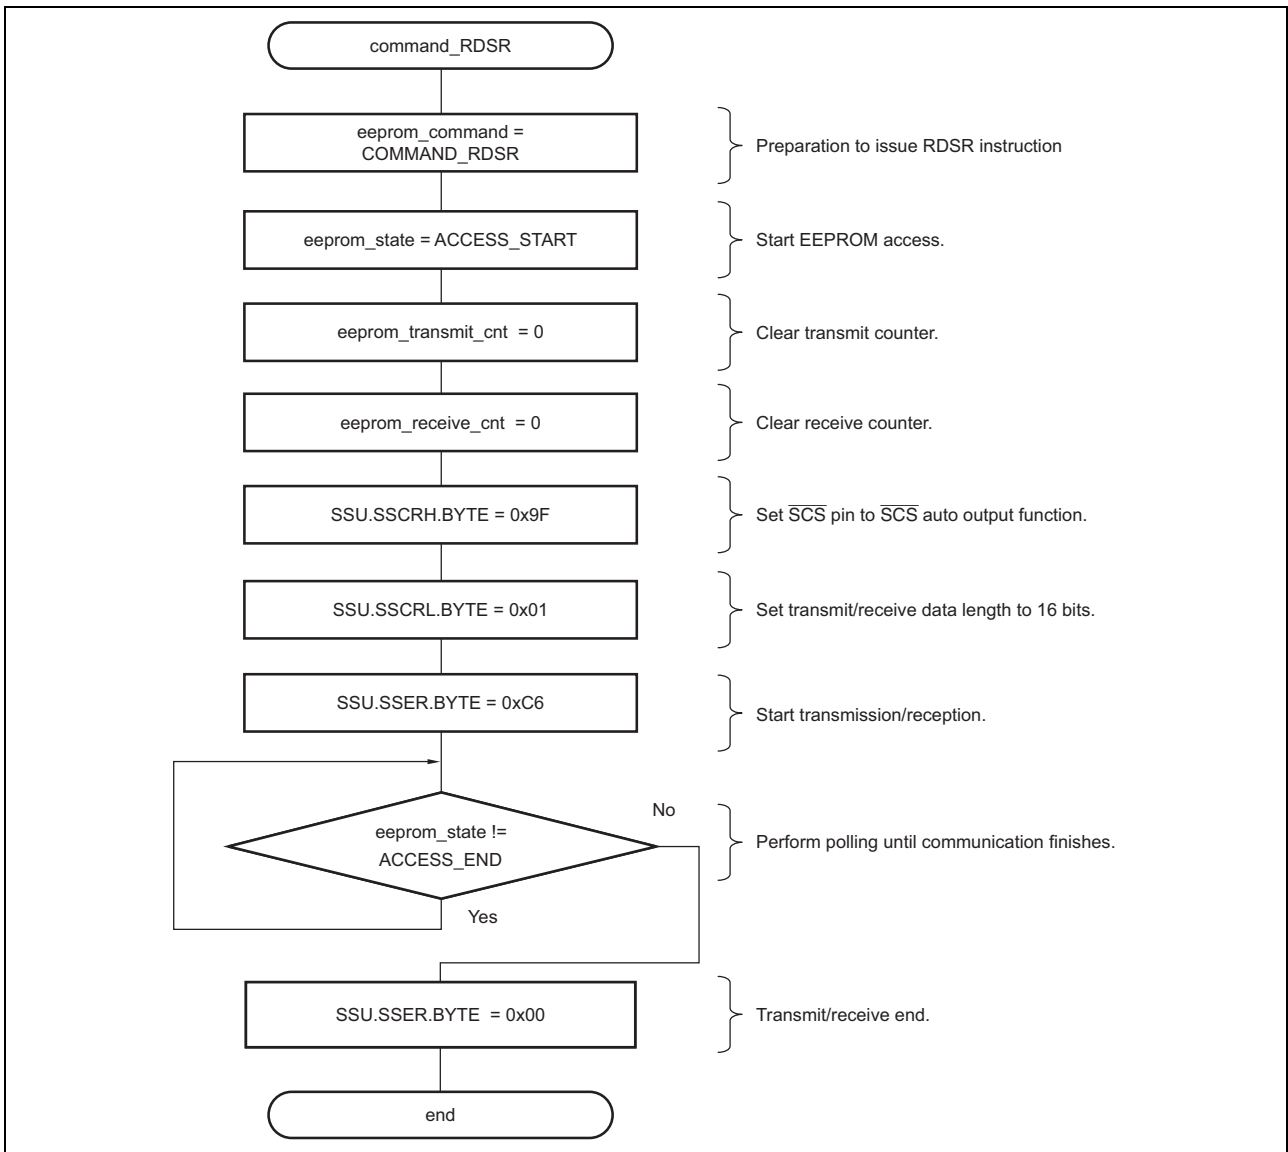 command_RDSR
eeprom_command =
COMMAND_RDSR
Preparation to issue RDSR instruction
eeprom_state = ACCESS_START
Start EEPROM access.
eeprom_transmit_cnt = 0
Clear transmit counter.
eeprom_receive_cnt = 0
Clear receive counter.
SSU.SSCRH.BYTE = 0x9F
Set S̅C̅S̅ pin to S̅C̅S̅ auto output function.
SSU.SSCRL.BYTE = 0x01
Set transmit/receive data length to 16 bits.
SSU.SSER.BYTE = 0xC6
Start transmission/reception.
eeprom_state !=
ACCESS_END
No
Perform polling until communication finishes.
Yes
SSU.SSER.BYTE = 0x00
Transmit/receive end.
end